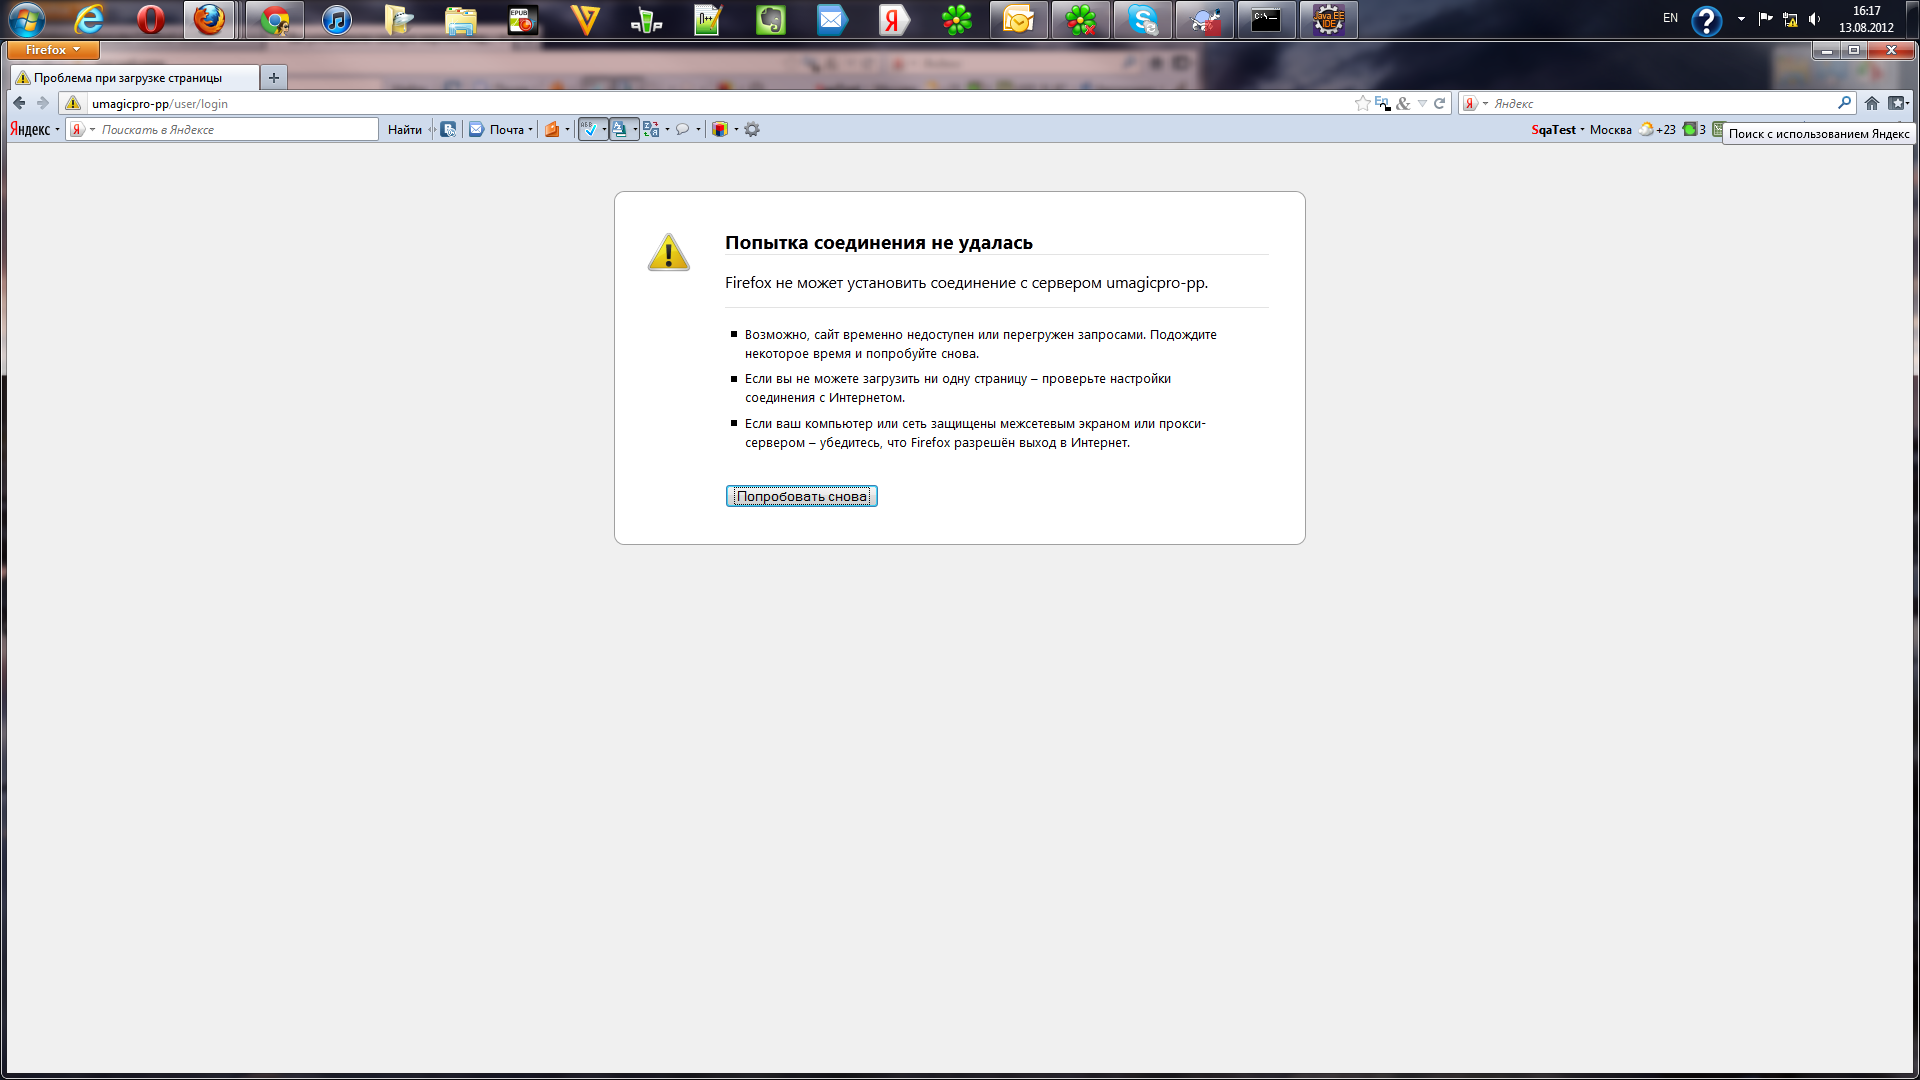 EN
16:17
13.08.2012
Firefox
Проблема при загрузке страницы
umagicpro-pp/user/login
Яндекс
Яндекс
Поискать в Яндексе
Найти
Почта
SqaTest
Москва
+23
3
Поиск с использованием Яндекс
Попытка соединения не удалась
Firefox не может установить соединение с сервером umagicpro-pp.
Возможно, сайт временно недоступен или перегружен запросами. Подождите
некоторое время и попробуйте снова.
Если вы не можете загрузить ни одну страницу – проверьте настройки
соединения с Интернетом.
Если ваш компьютер или сеть защищены межсетевым экраном или прокси-
сервером – убедитесь, что Firefox разрешён выход в Интернет.
Попробовать снова